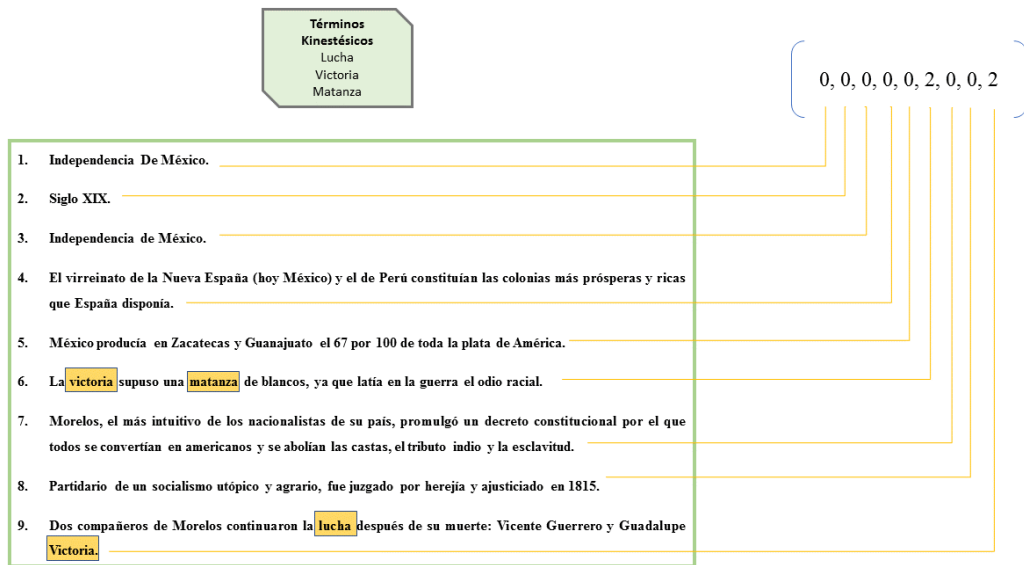 Términos
Kinestésicos
Lucha
Victoria
Matanza
0, 0, 0, 0, 0, 2, 0, 0, 2
1. Independencia De México.
2. Siglo XIX.
3. Independencia de México.
4. El virreinato de la Nueva España (hoy México) y el de Perú constituían las colonias más prósperas y ricas
que España disponía.
5. México producía en Zacatecas y Guanajuato el 67 por 100 de toda la plata de América.
6. La victoria supuso una matanza de blancos, ya que latía en la guerra el odio racial.
7. Morelos, el más intuitivo de los nacionalistas de su país, promulgó un decreto constitucional por el que
todos se convertían en americanos y se abolían las castas, el tributo indio y la esclavitud.
8. Partidario de un socialismo utópico y agrario, fue juzgado por herejía y ajusticiado en 1815.
9. Dos compañeros de Morelos continuaron la lucha después de su muerte: Vicente Guerrero y Guadalupe
Victoria.